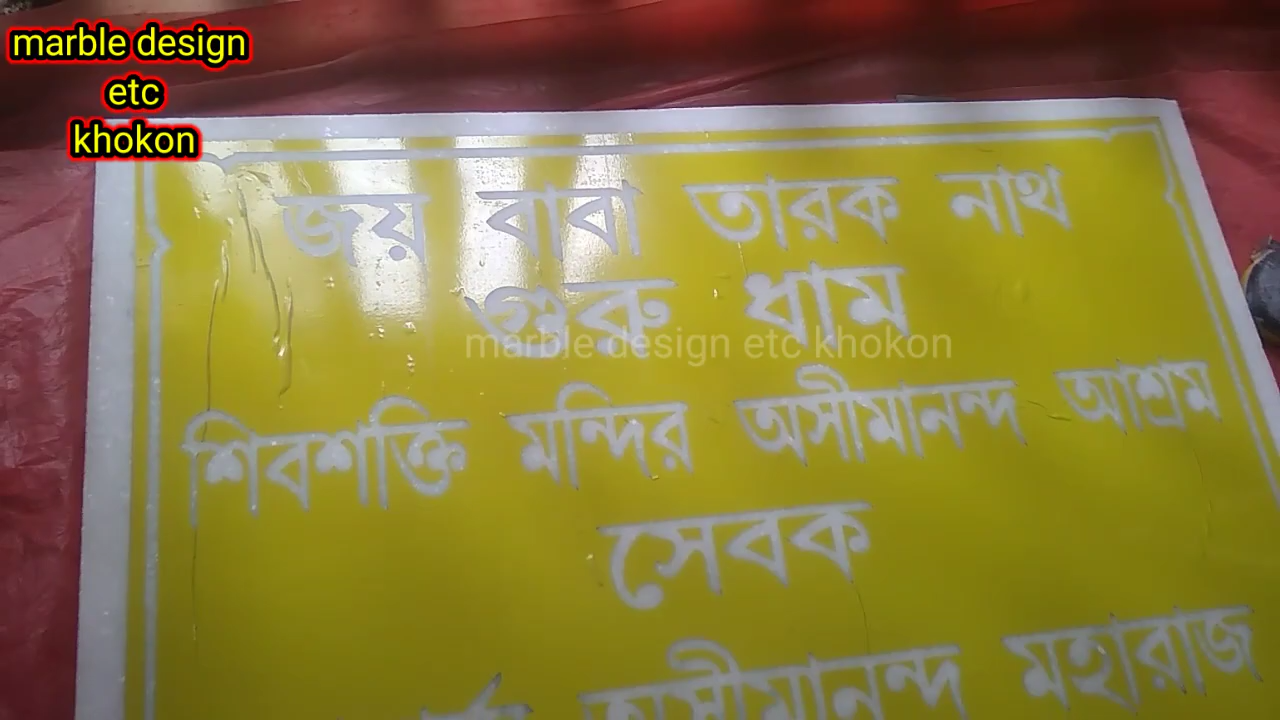 marble design
etc
khokon
জয় বাবা তারক নাথ
গুরু ধাম
marble design etc khokon
শিবশক্তি মন্দির অসীমানন্দ আশ্রম
সেবক
অসীমানন্দ মহারাজ